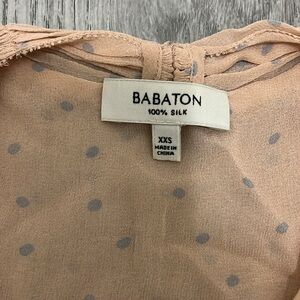 BABATON
100% SILK
XXS
MADE IN
CHINA